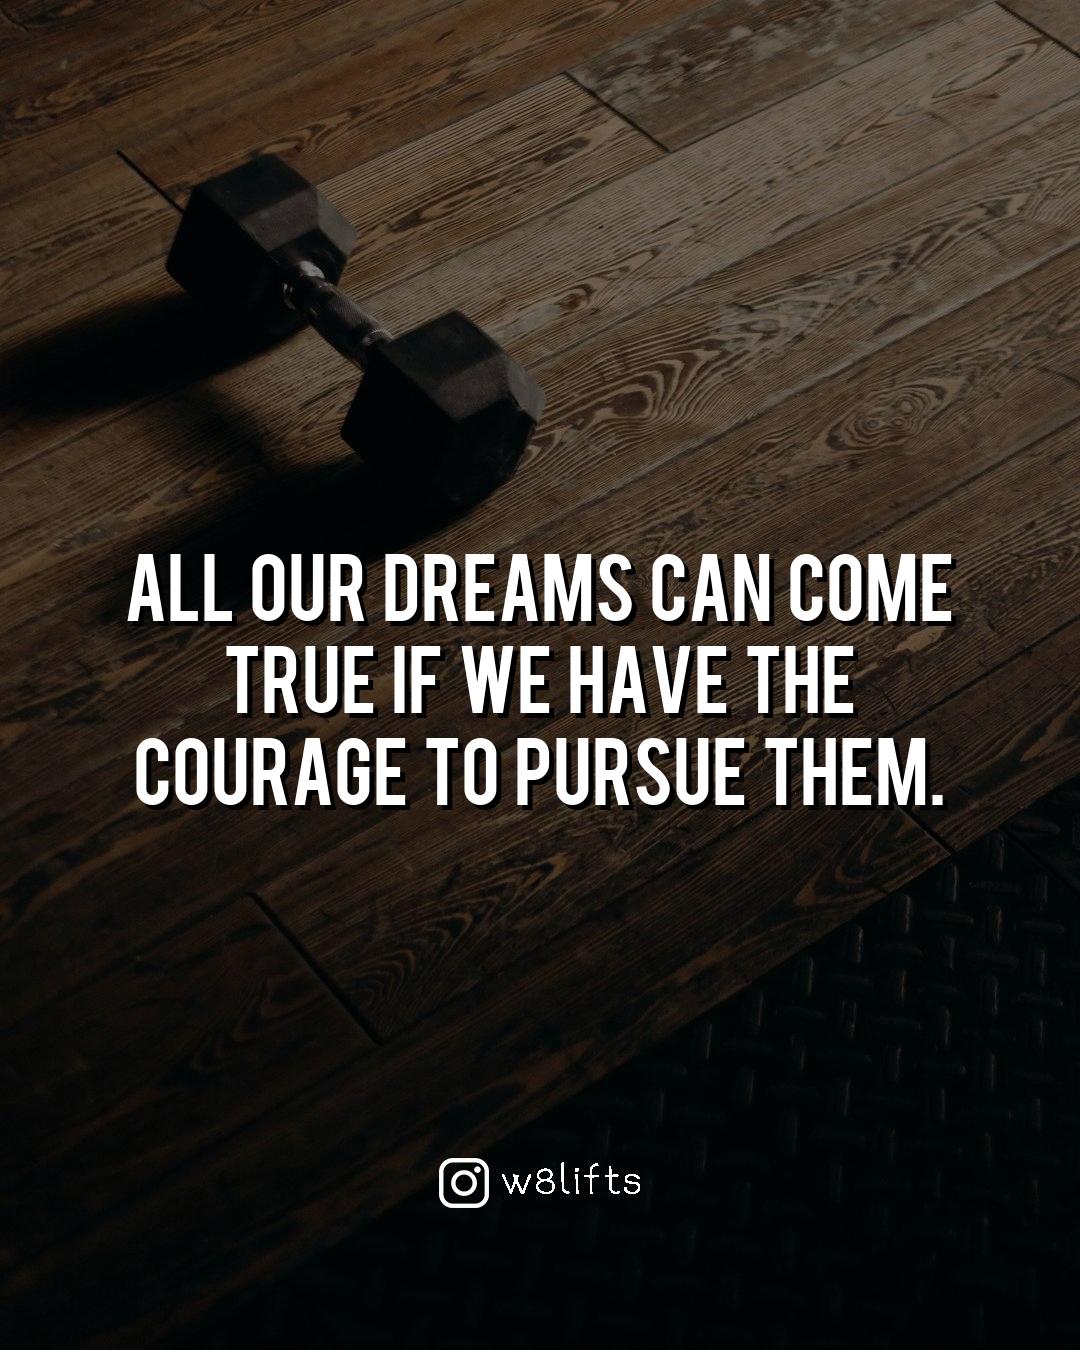 ALL OUR DREAMS CAN COME
TRUE IF WE HAVE THE
COURAGE TO PURSUE THEM.
w8lifts